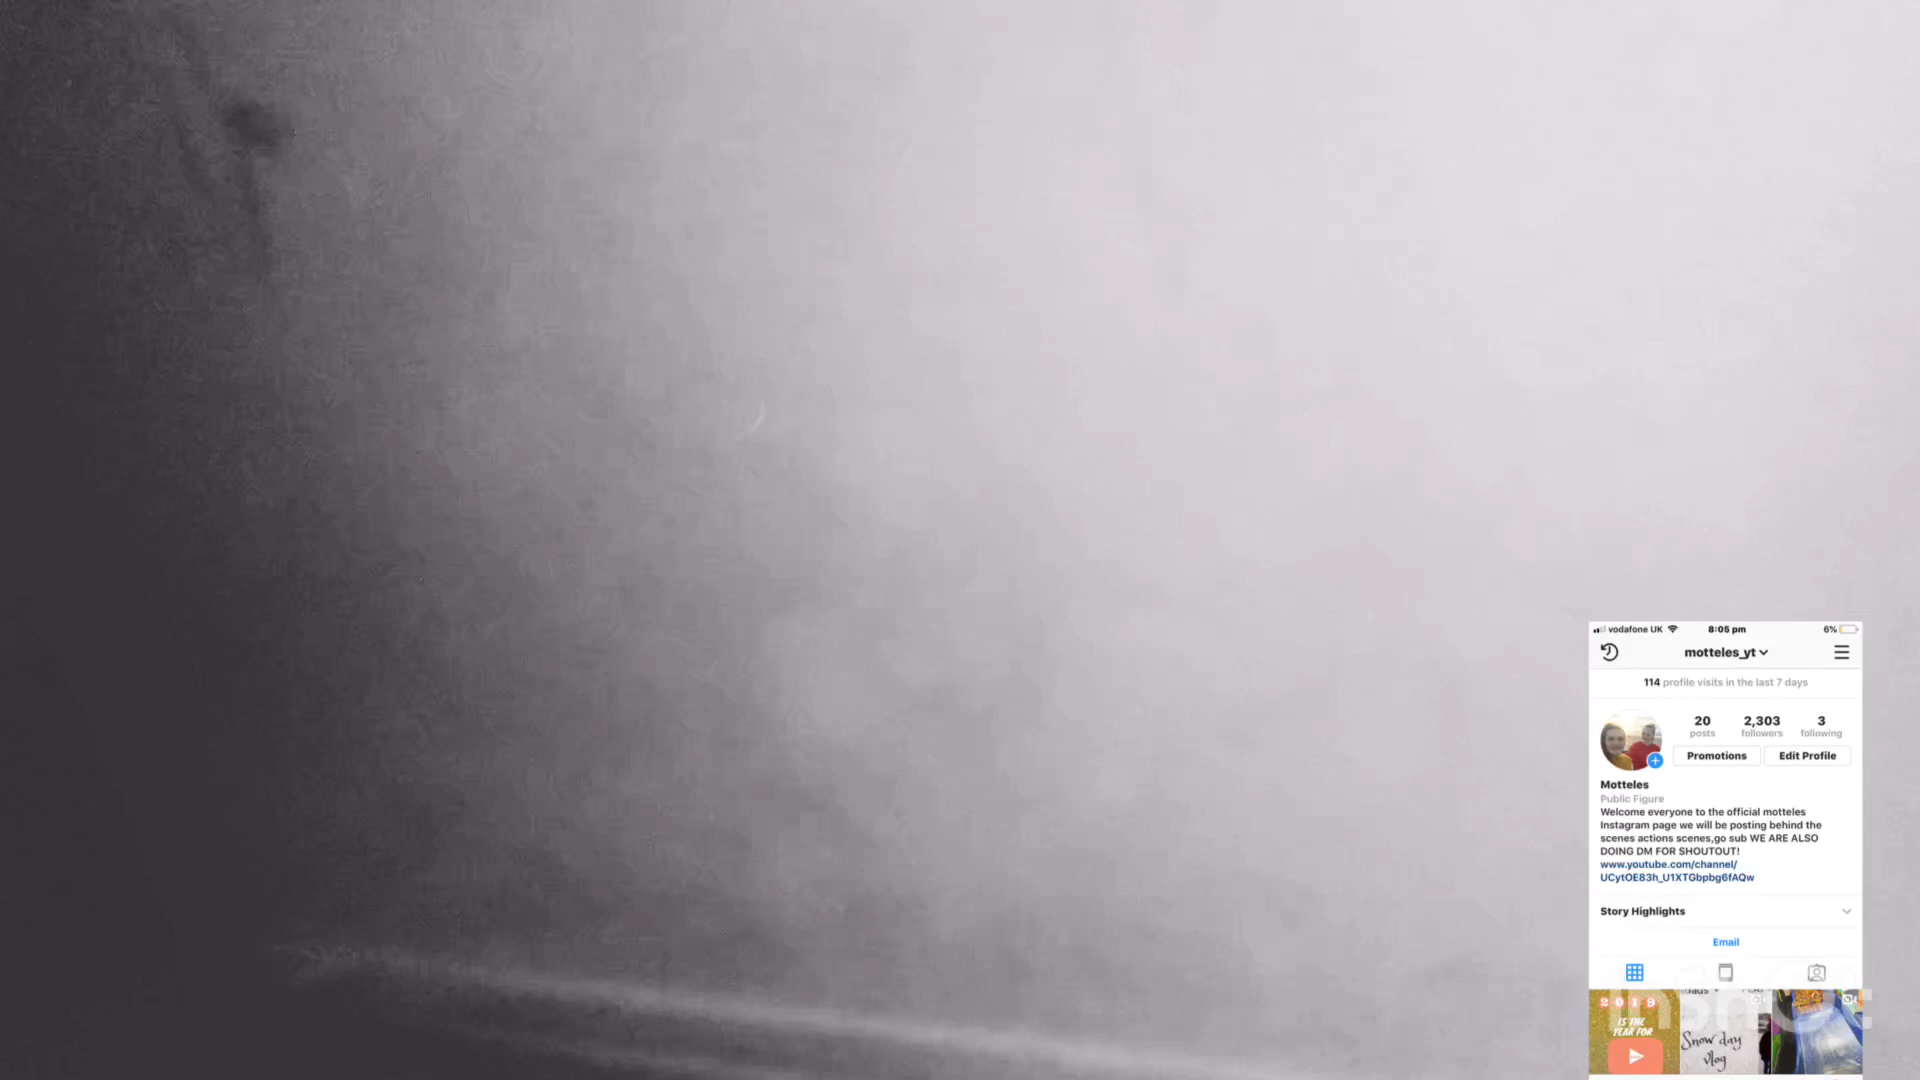 vodafone UK
8:05 pm
6%
motteles_yt
114 profile visits in the last 7 days
20
2,303
3
posts
followers
following
Promotions
Edit Profile
Motteles
Public Figure
Welcome everyone to the official motteles
Instagram page we will be posting behind the
scenes actions scenes,go sub WE ARE ALSO
DOING DM FOR SHOUTOUT!
www.youtube.com/channel/
UCytOE83h_U1XTGbpbg6fAQw
Story Highlights
Email
2019
IS THE
YEAR FOR
Snow day
vlog